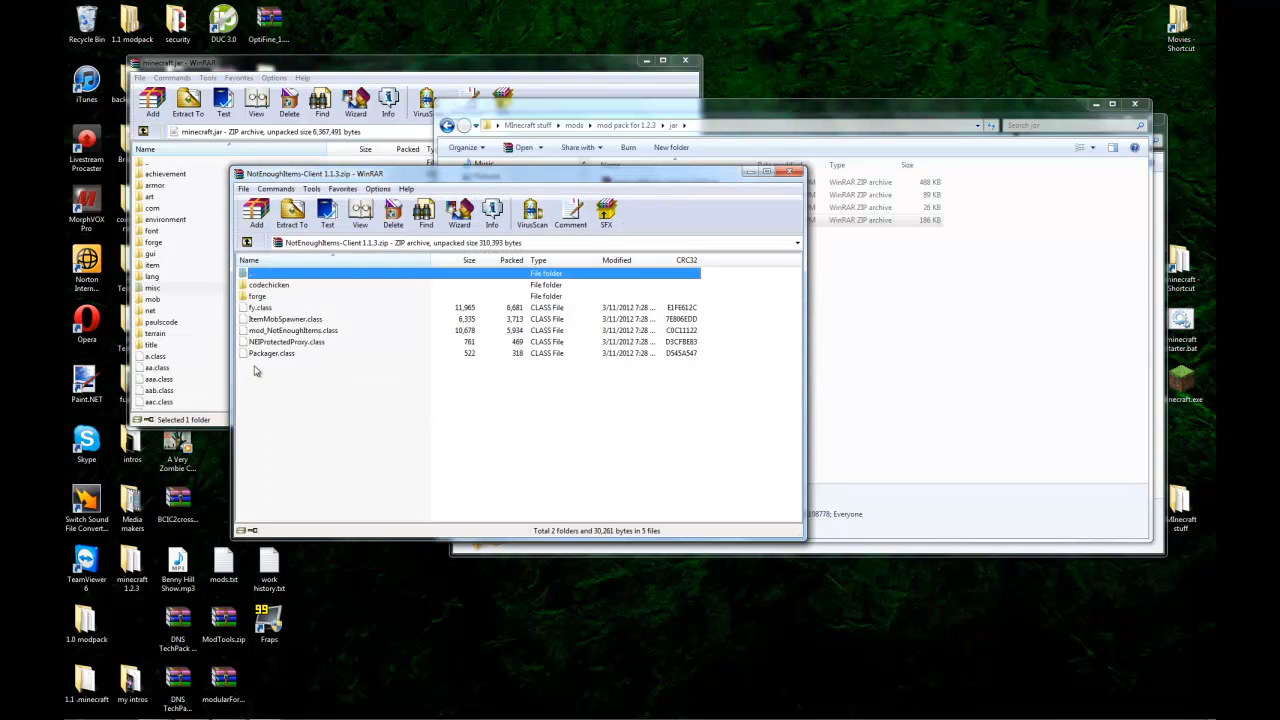 Recycle Bin
1.1 modpack
security
DUC 3.0
OptiFine_1....
Movies - Shortcut
iTunes
Livestream Procaster
MorphVOX Pro
Norton Intern...
Opera
Paint.NET
Skype
intros
A Very Zombie C...
Switch Sound File Convert...
Media makers
BCIC2cross...
TeamViewer 6
minecraft 1.2.3
Benny Hill Show.mp3
mods.txt
work history.txt
1.0 modpack
DNS TechPack ...
ModTools.zip
99
Fraps
1.1 .minecraft
my intros
DNS TechPa...
modularFor...
minecraft.jar - WinRAR
File Commands Tools Favorites Options Help
Add Extract To Test View Delete Find Wizard Info VirusS
minecraft.jar - ZIP archive, unpacked size 6,367,491 bytes
Name Size Packed
..
achievement
armor
art
com
environment
font
forge
gui
item
lang
misc
mob
net
paulscode
terrain
title
a.class
aa.class
aaa.class
aab.class
aac.class
Selected 1 folder
MInecraft stuff mods mod pack for 1.2.3 jar
Search jar
Organize Open Share with Burn New folder
Music
Type Size
WinRAR ZIP archive 488 KB
WinRAR ZIP archive 89 KB
WinRAR ZIP archive 26 KB
WinRAR ZIP archive 186 KB
108778; Everyone
NotEnoughItems-Client 1.1.3.zip - WinRAR
File Commands Tools Favorites Options Help
Add Extract To Test View Delete Find Wizard Info VirusScan Comment SFX
NotEnoughItems-Client 1.1.3.zip - ZIP archive, unpacked size 310,393 bytes
Name Size Packed Type Modified CRC32
File folder
codechicken File folder
forge File folder
fy.class 11,965 6,681 CLASS File 3/11/2012 7:28 ... E1F6612C
ItemMobSpawner.class 6,335 3,713 CLASS File 3/11/2012 7:28 ... 7E806EDD
mod_NotEnoughItems.class 10,678 5,934 CLASS File 3/11/2012 7:28 ... C0C11122
NEIProtectedProxy.class 761 469 CLASS File 3/11/2012 7:28 ... D3CFBE83
Packager.class 522 318 CLASS File 3/11/2012 7:28 ... D545A547
Total 2 folders and 30,261 bytes in 5 files
- Shortcut
starter.bat
MInecraft stuff